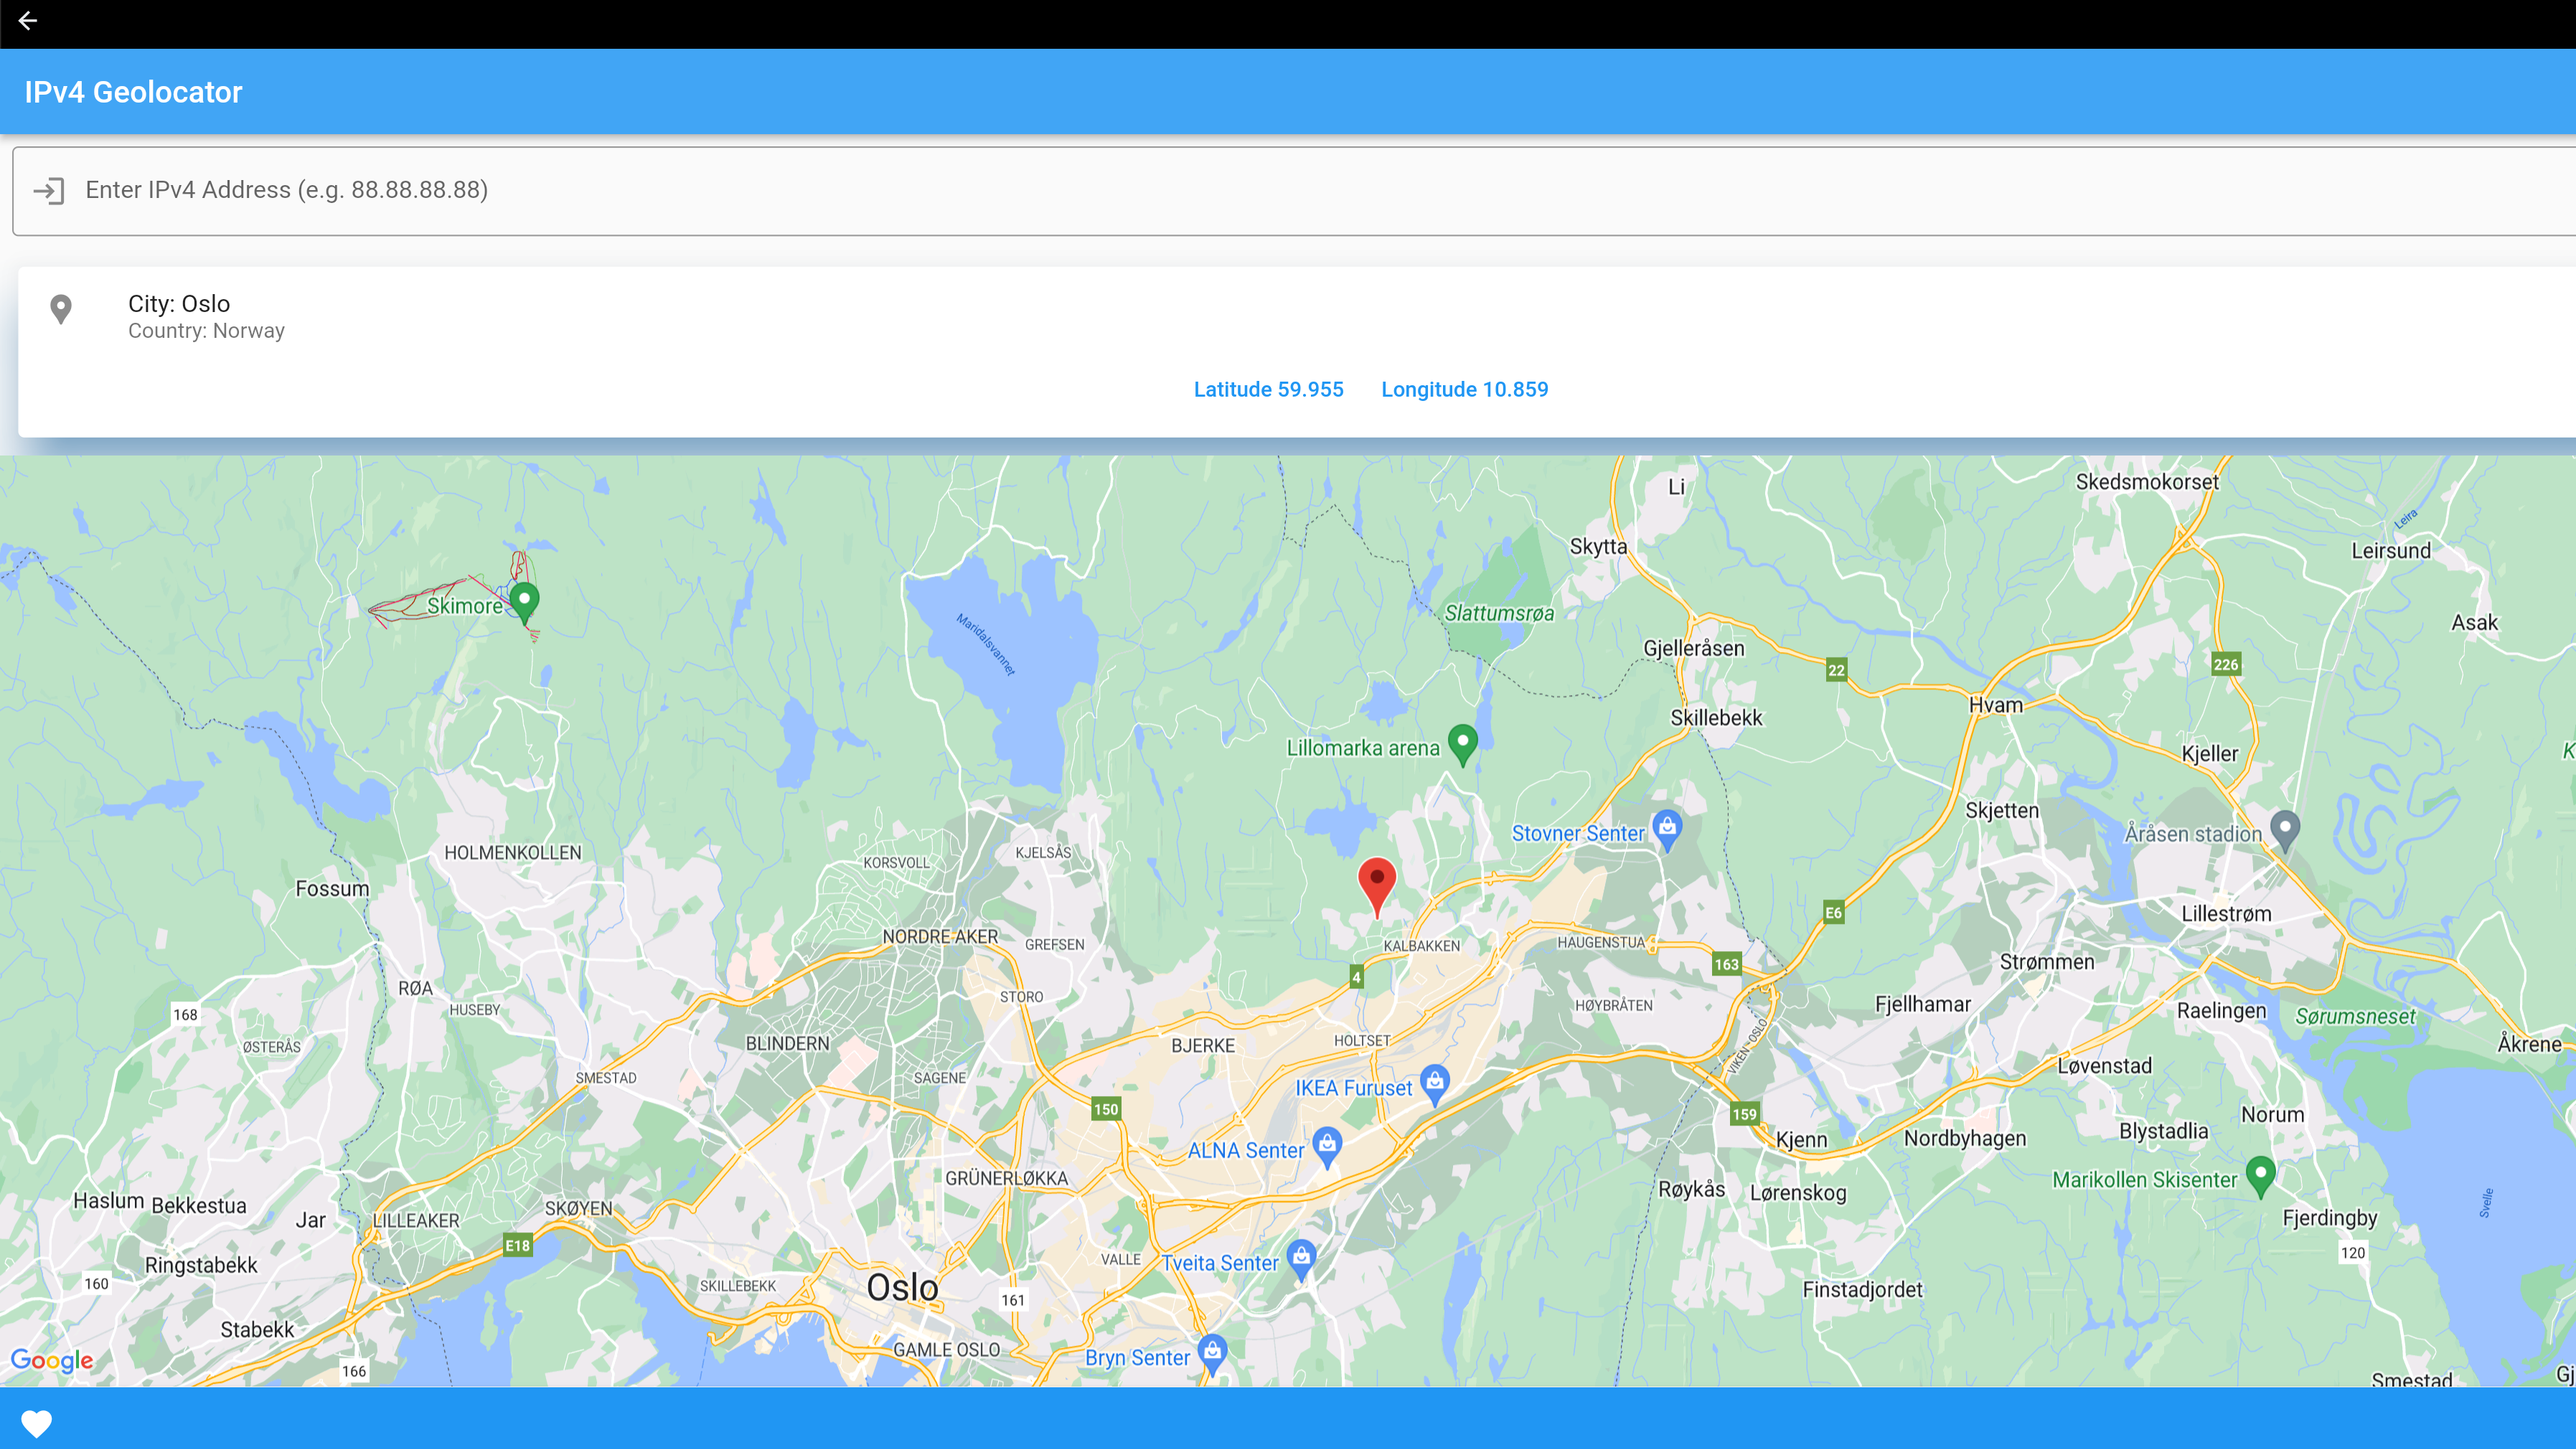 IPv4 Geolocator
Enter IPv4 Address (e.g. 88.88.88.88)
City: Oslo
Country: Norway
Latitude 59.955
Longitude 10.859
Li
Skedsmokorset
Leira
Skytta
Leirsund
Skimore
Slattumsrøa
Asak
Maridalsvannet
Gjelleråsen
22
226
Hvam
Skillebekk
Lillomarka arena
K
Kjeller
Skjetten
Stovner Senter
Åråsen stadion
HOLMENKOLLEN
KORSVOLL
KJELSÅS
Fossum
E6
Lillestrøm
NORDRE AKER
GREFSEN
KALBAKKEN
HAUGENSTUA
163
Strømmen
4
RØA
STORO
HUSEBY
168
HØYBRÅTEN
Fjellhamar
Raelingen
Sørumsneset
ØSTERÅS
BLINDERN
BJERKE
HOLTSET
VIKEN - OSLO
Åkrene
SMESTAD
SAGENE
IKEA Furuset
Løvenstad
150
159
Norum
Kjenn
Nordbyhagen
Blystadlia
ALNA Senter
GRÜNERLØKKA
Marikollen Skisenter
Haslum
Bekkestua
Jar
LILLEAKER
SKØYEN
Røykås
Lørenskog
Svelle
Fjerdingby
E18
VALLE
Tveita Senter
120
Ringstabekk
160
SKILLEBEKK
Oslo
161
Finstadjordet
Stabekk
GAMLE OSLO
Bryn Senter
Google
166
Smestad
Gj